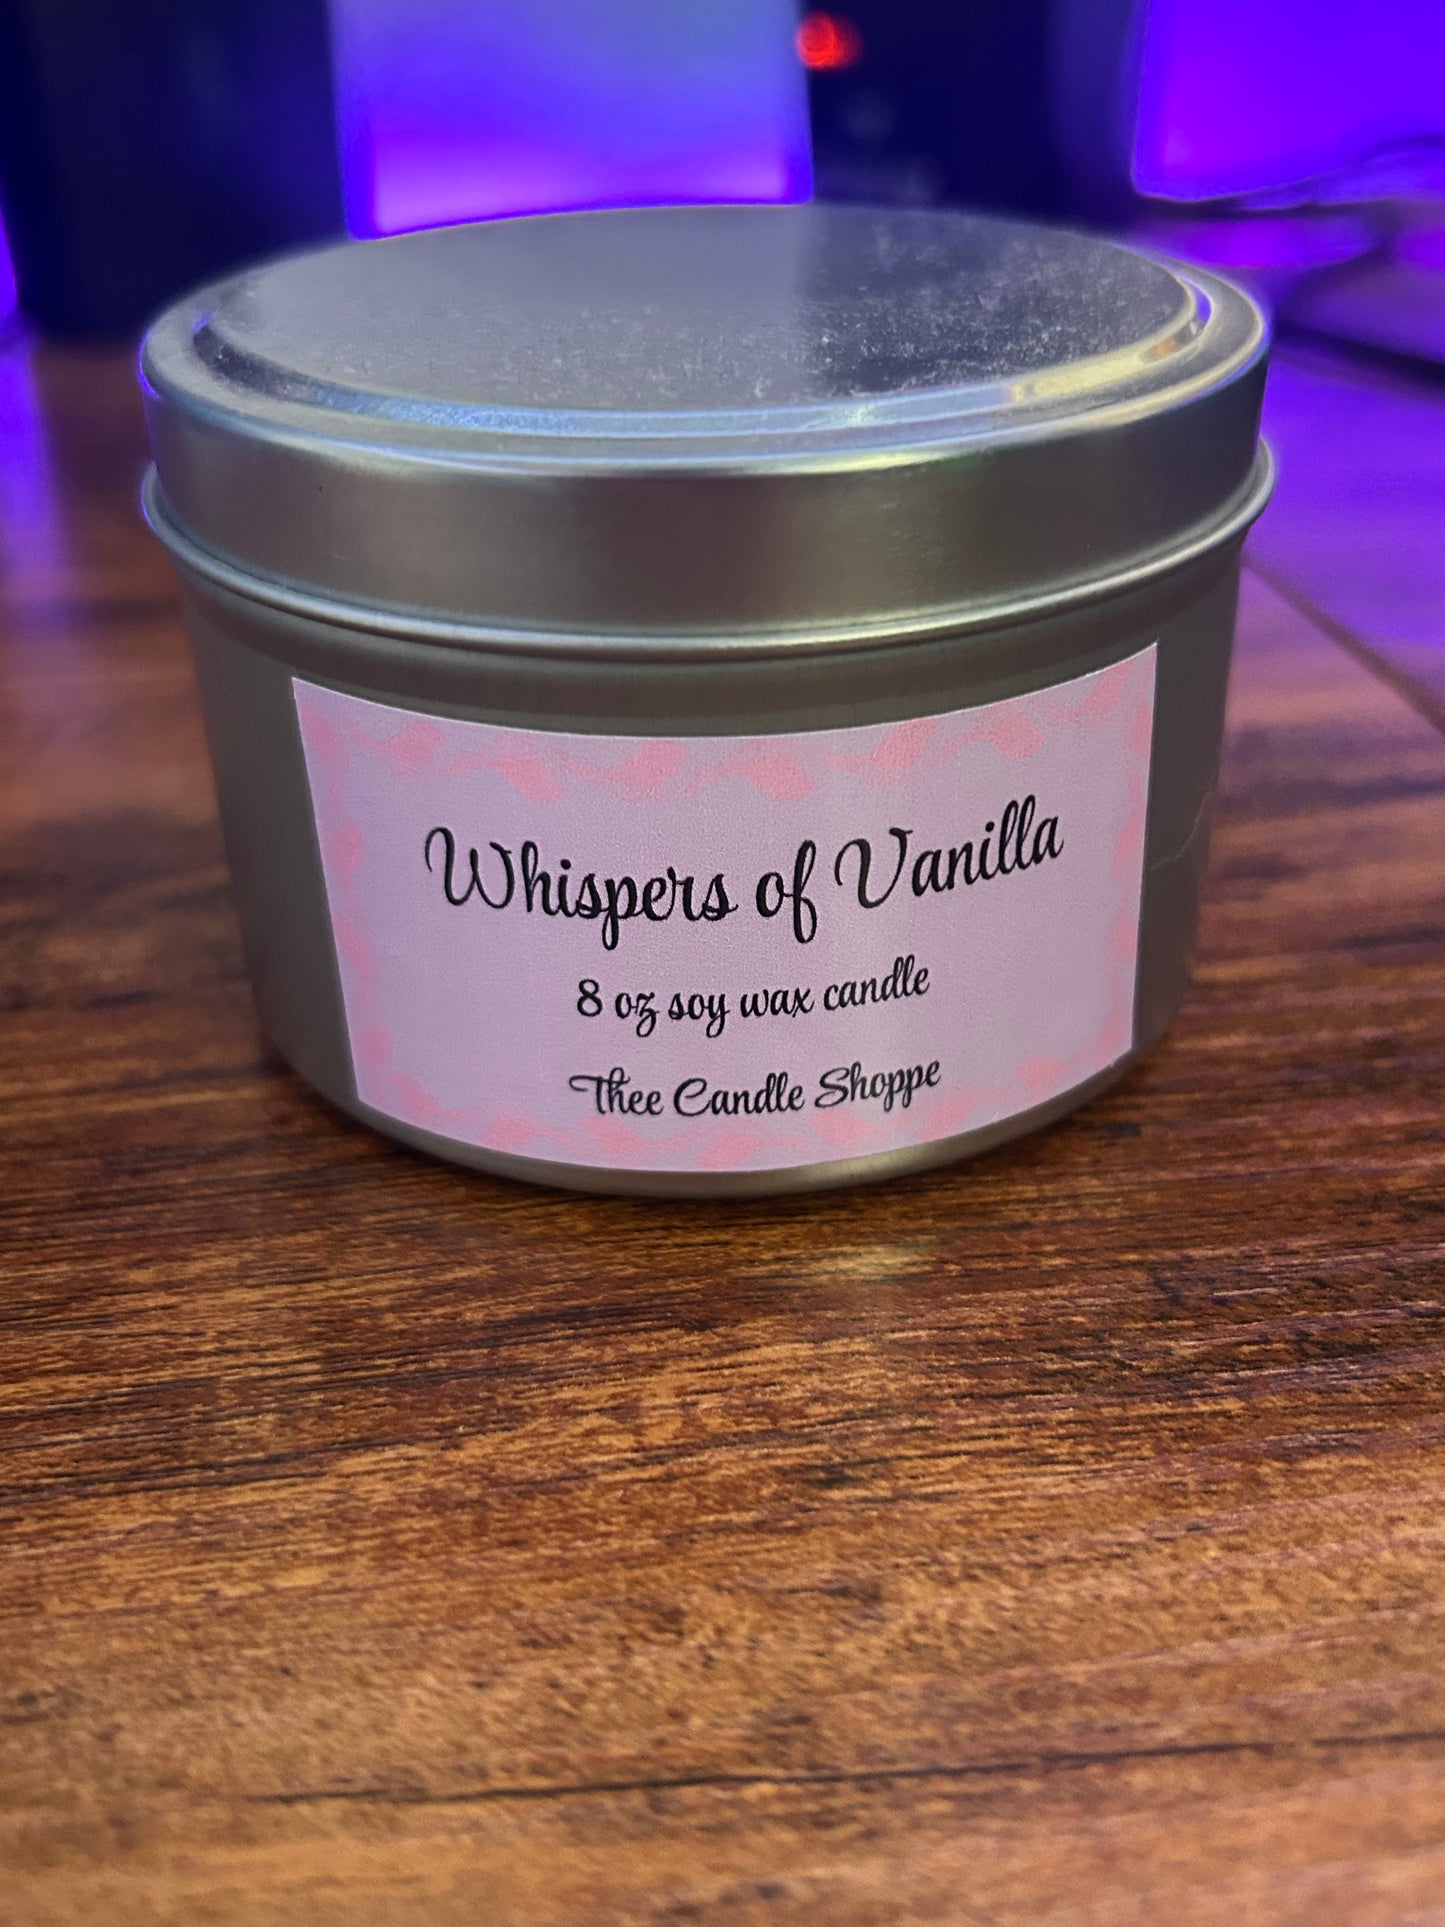 Whispers of Vanilla
8 oz soy wax candle
Thee Candle Shoppe